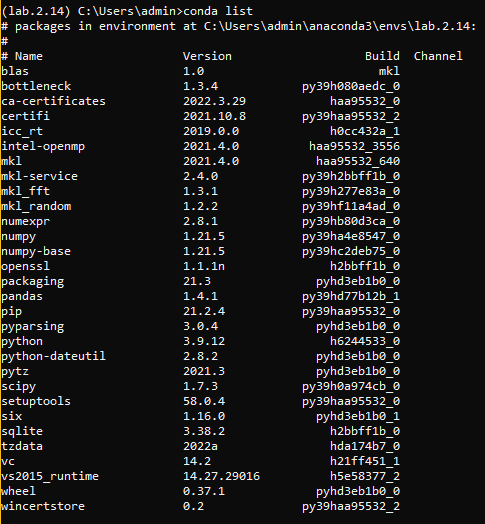 (lab.2.14) C:\Users\admin>conda list
# packages in environment at C:\Users\admin\anaconda3\envs\lab.2.14:
#
# Name                    Version                   Build  Channel
blas                      1.0                         mkl
bottleneck                1.3.4            py39h080aedc_0
ca-certificates           2022.3.29            haa95532_0
certifi                   2021.10.8        py39haa95532_2
icc_rt                    2019.0.0             h0cc432a_1
intel-openmp              2021.4.0          haa95532_3556
mkl                       2021.4.0           haa95532_640
mkl-service               2.4.0            py39h2bbff1b_0
mkl_fft                   1.3.1            py39h277e83a_0
mkl_random                1.2.2            py39hf11a4ad_0
numexpr                   2.8.1            py39hb80d3ca_0
numpy                     1.21.5           py39ha4e8547_0
numpy-base                1.21.5           py39hc2deb75_0
openssl                   1.1.1n               h2bbff1b_0
packaging                 21.3               pyhd3eb1b0_0
pandas                    1.4.1            py39hd77b12b_1
pip                       21.2.4           py39haa95532_0
pyparsing                 3.0.4              pyhd3eb1b0_0
python                    3.9.12               h6244533_0
python-dateutil           2.8.2              pyhd3eb1b0_0
pytz                      2021.3             pyhd3eb1b0_0
scipy                     1.7.3            py39h0a974cb_0
setuptools                58.0.4           py39haa95532_0
six                       1.16.0             pyhd3eb1b0_1
sqlite                    3.38.2               h2bbff1b_0
tzdata                    2022a                hda174b7_0
vc                        14.2                 h21ff451_1
vs2015_runtime            14.27.29016          h5e58377_2
wheel                     0.37.1             pyhd3eb1b0_0
wincertstore              0.2              py39haa95532_2